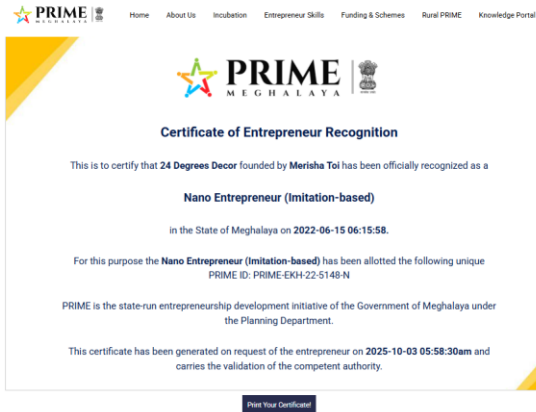 PRIME
MEGHALAYA
Home About Us Incubation Entrepreneur Skills Funding & Schemes Rural PRIME Knowledge Portal
PRIME
MEGHALAYA
Certificate of Entrepreneur Recognition
This is to certify that 24 Degrees Decor founded by Merisha Toi has been officially recognized as a
Nano Entrepreneur (Imitation-based)
in the State of Meghalaya on 2022-06-15 06:15:58.
For this purpose the Nano Entrepreneur (Imitation-based) has been allotted the following unique
PRIME ID: PRIME-EKH-22-5148-N
PRIME is the state-run entrepreneurship development initiative of the Government of Meghalaya under
the Planning Department.
This certificate has been generated on request of the entrepreneur on 2025-10-03 05:58:30am and
carries the validation of the competent authority.
Print Your Certificate!